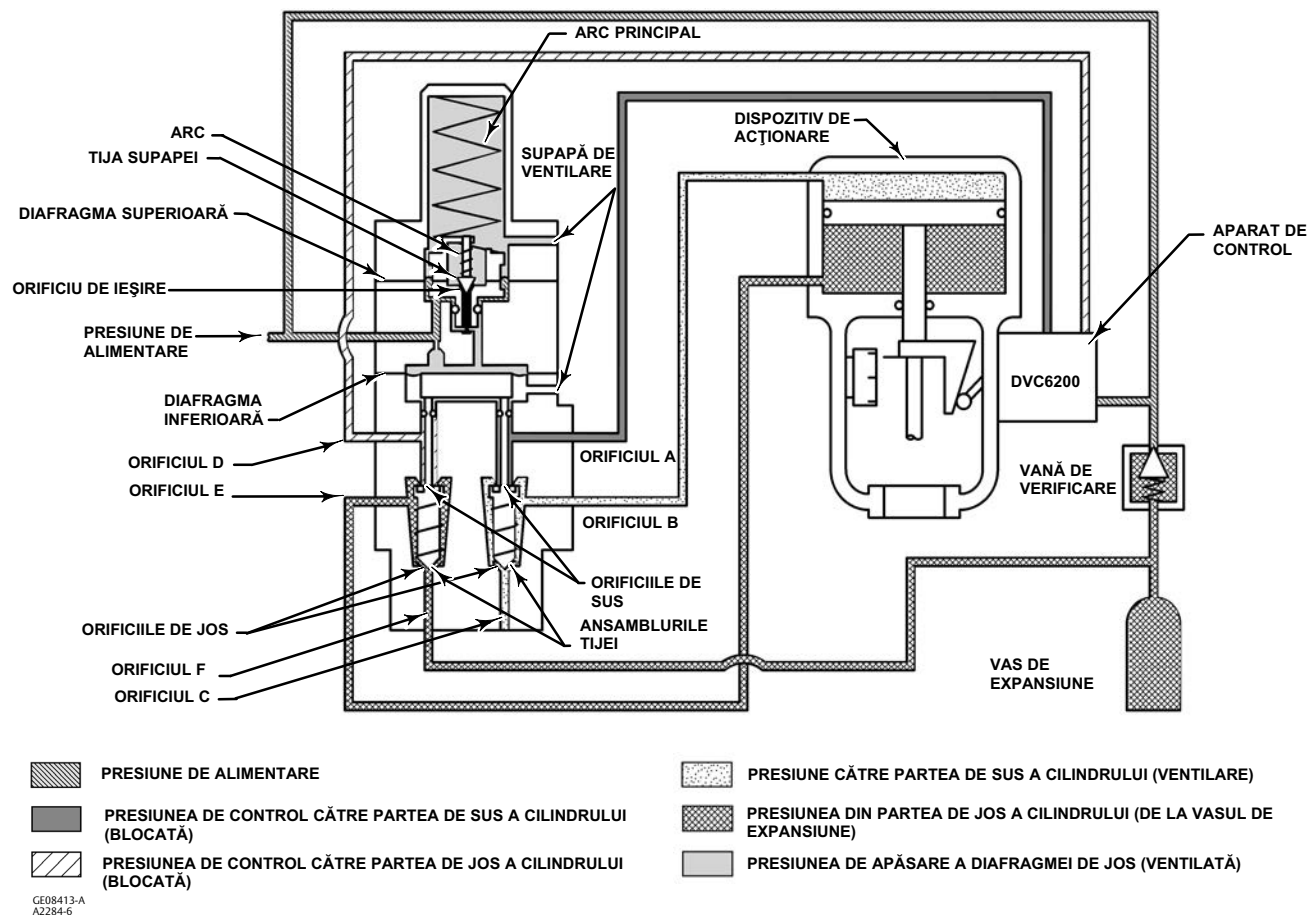 ARC PRINCIPAL
ARC
TIJA SUPAPEI
DIAFRAGMA SUPERIOARĂ
ORIFICIU DE IEŞIRE
PRESIUNE DE
ALIMENTARE
DIAFRAGMA
INFERIOARĂ
ORIFICIUL D
ORIFICIUL E
ORIFICIILE DE JOS
ORIFICIUL F
ORIFICIUL C
SUPAPĂ DE
VENTILARE
ORIFICIUL A
ORIFICIUL B
ORIFICIILE DE
SUS
ANSAMBLURILE
TIJEI
DISPOZITIV DE
ACŢIONARE
APARAT DE
CONTROL
DVC6200
VANĂ DE
VERIFICARE
VAS DE
EXPANSIUNE
PRESIUNE DE ALIMENTARE
PRESIUNEA DE CONTROL CĂTRE PARTEA DE SUS A CILINDRULUI
(BLOCATĂ)
PRESIUNEA DE CONTROL CĂTRE PARTEA DE JOS A CILINDRULUI
(BLOCATĂ)
PRESIUNE CĂTRE PARTEA DE SUS A CILINDRULUI (VENTILARE)
PRESIUNEA DIN PARTEA DE JOS A CILINDRULUI (DE LA VASUL DE
EXPANSIUNE)
PRESIUNEA DE APĂSARE A DIAFRAGMEI DE JOS (VENTILATĂ)
GE08413-A
A2284-6